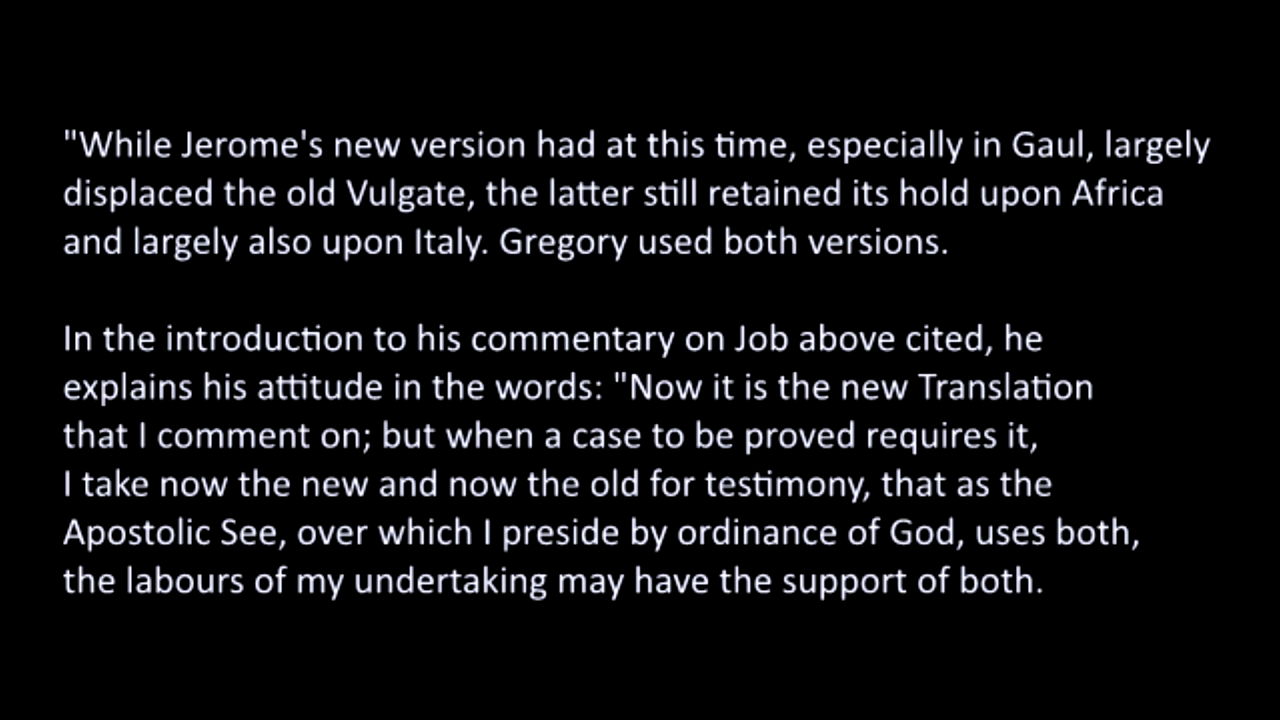 "While Jerome's new version had at this time, especially in Gaul, largely
displaced the old Vulgate, the latter still retained its hold upon Africa
and largely also upon Italy. Gregory used both versions.
In the introduction to his commentary on Job above cited, he
explains his attitude in the words: "Now it is the new Translation
that I comment on; but when a case to be proved requires it,
I take now the new and now the old for testimony, that as the
Apostolic See, over which I preside by ordinance of God, uses both,
the labours of my undertaking may have the support of both.